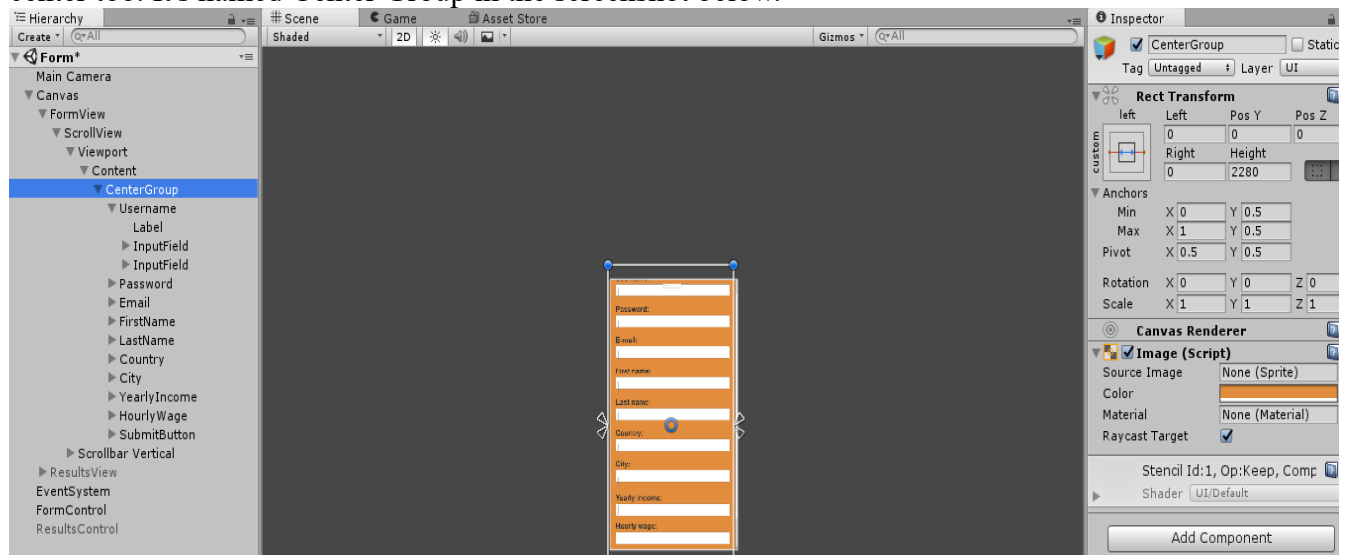 Hierarchy
Create
All
Form*
Main Camera
Canvas
FormView
ScrollView
Viewport
Content
CenterGroup
Username
Label
InputField
InputField
Password
Email
FirstName
LastName
Country
City
YearlyIncome
HourlyWage
SubmitButton
Scrollbar Vertical
ResultsView
EventSystem
FormControl
ResultsControl
Scene
Game
Asset Store
Shaded
2D
Gizmos
All
Password:
E-mail:
First name:
Last name:
Country:
City:
Yearly income:
Hourly wage:
Inspector
CenterGroup
Static
Tag Untagged Layer UI
Rect Transform
left Left Pos Y Pos Z
custom
0 0 0
Right Height
0 2280
Anchors
Min X 0 Y 0.5
Max X 1 Y 0.5
Pivot X 0.5 Y 0.5
Rotation X 0 Y 0 Z 0
Scale X 1 Y 1 Z 1
Canvas Renderer
Image (Script)
Source Image None (Sprite)
Color
Material None (Material)
Raycast Target
Stencil Id:1, Op:Keep, Comp
Shader UI/Default
Add Component